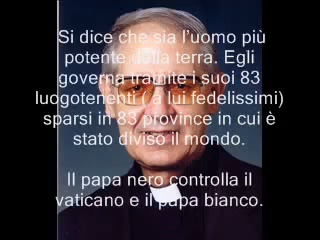 Si dice che sia l'uomo più
potente della terra. Egli
governa tramite i suoi 83
luogotenenti ( a lui fedelissimi)
sparsi in 83 province in cui è
stato diviso il mondo.
Il papa nero controlla il
vaticano e il papa bianco.